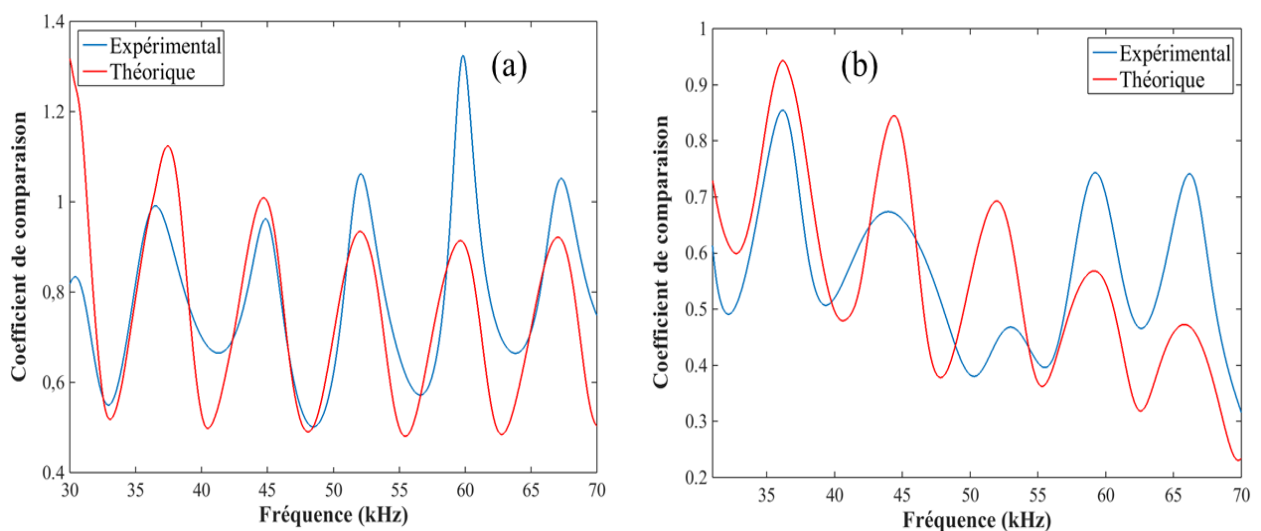 Expérimental
Théorique
(a)
Coefficient de comparaison
1.4
1.2
1
0.8
0.6
0.4
30 35 40 45 50 55 60 65 70
Fréquence (kHz)
Expérimental
Théorique
(b)
Coefficient de comparaison
1
0.9
0.8
0.7
0.6
0.5
0.4
0.3
0.2
35 40 45 50 55 60 65 70
Fréquence (kHz)